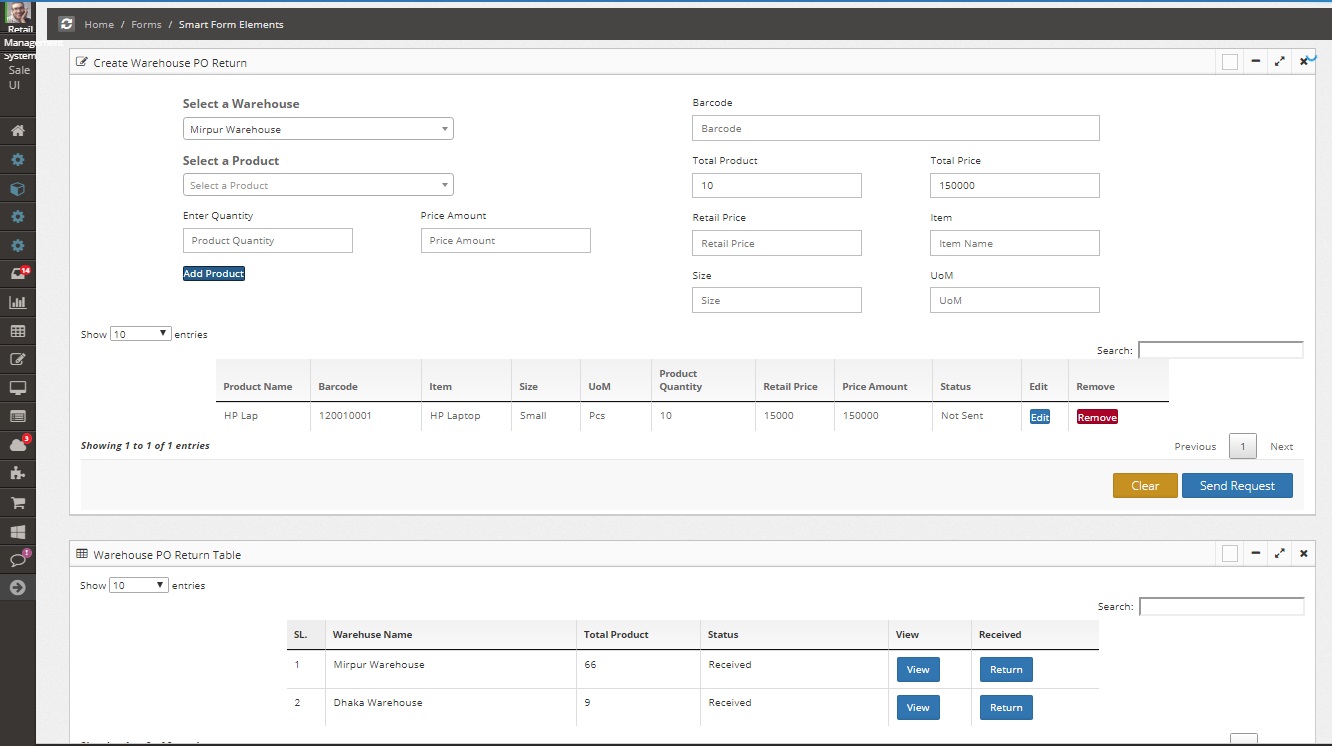 Retail
Management
System
Sale
UI
14
3
1
Home / Forms / Smart Form Elements
Create Warehouse PO Return
Select a Warehouse
Mirpur Warehouse
Select a Product
Select a Product
Enter Quantity Price Amount
Product Quantity Price Amount
Add Product
Barcode
Barcode
Total Product Total Price
10 150000
Retail Price Item
Retail Price Item Name
Size UoM
Size UoM
Show 10 entries
Search:
Product Name Barcode Item Size UoM Product Quantity Retail Price Price Amount Status Edit Remove
HP Lap 120010001 HP Laptop Small Pcs 10 15000 150000 Not Sent Edit Remove
Showing 1 to 1 of 1 entries
Previous 1 Next
Clear Send Request
Warehouse PO Return Table
Show 10 entries
Search:
SL. Warehuse Name Total Product Status View Received
1 Mirpur Warehouse 66 Received View Return
2 Dhaka Warehouse 9 Received View Return